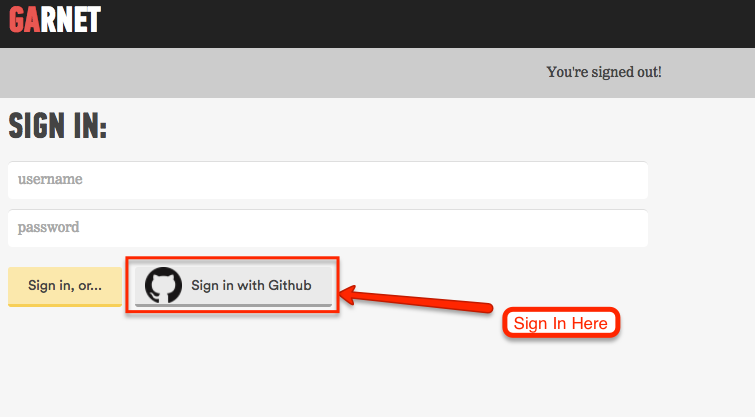 GARNET
You're signed out!
SIGN IN:
username
password
Sign in, or...
Sign in with Github
Sign In Here